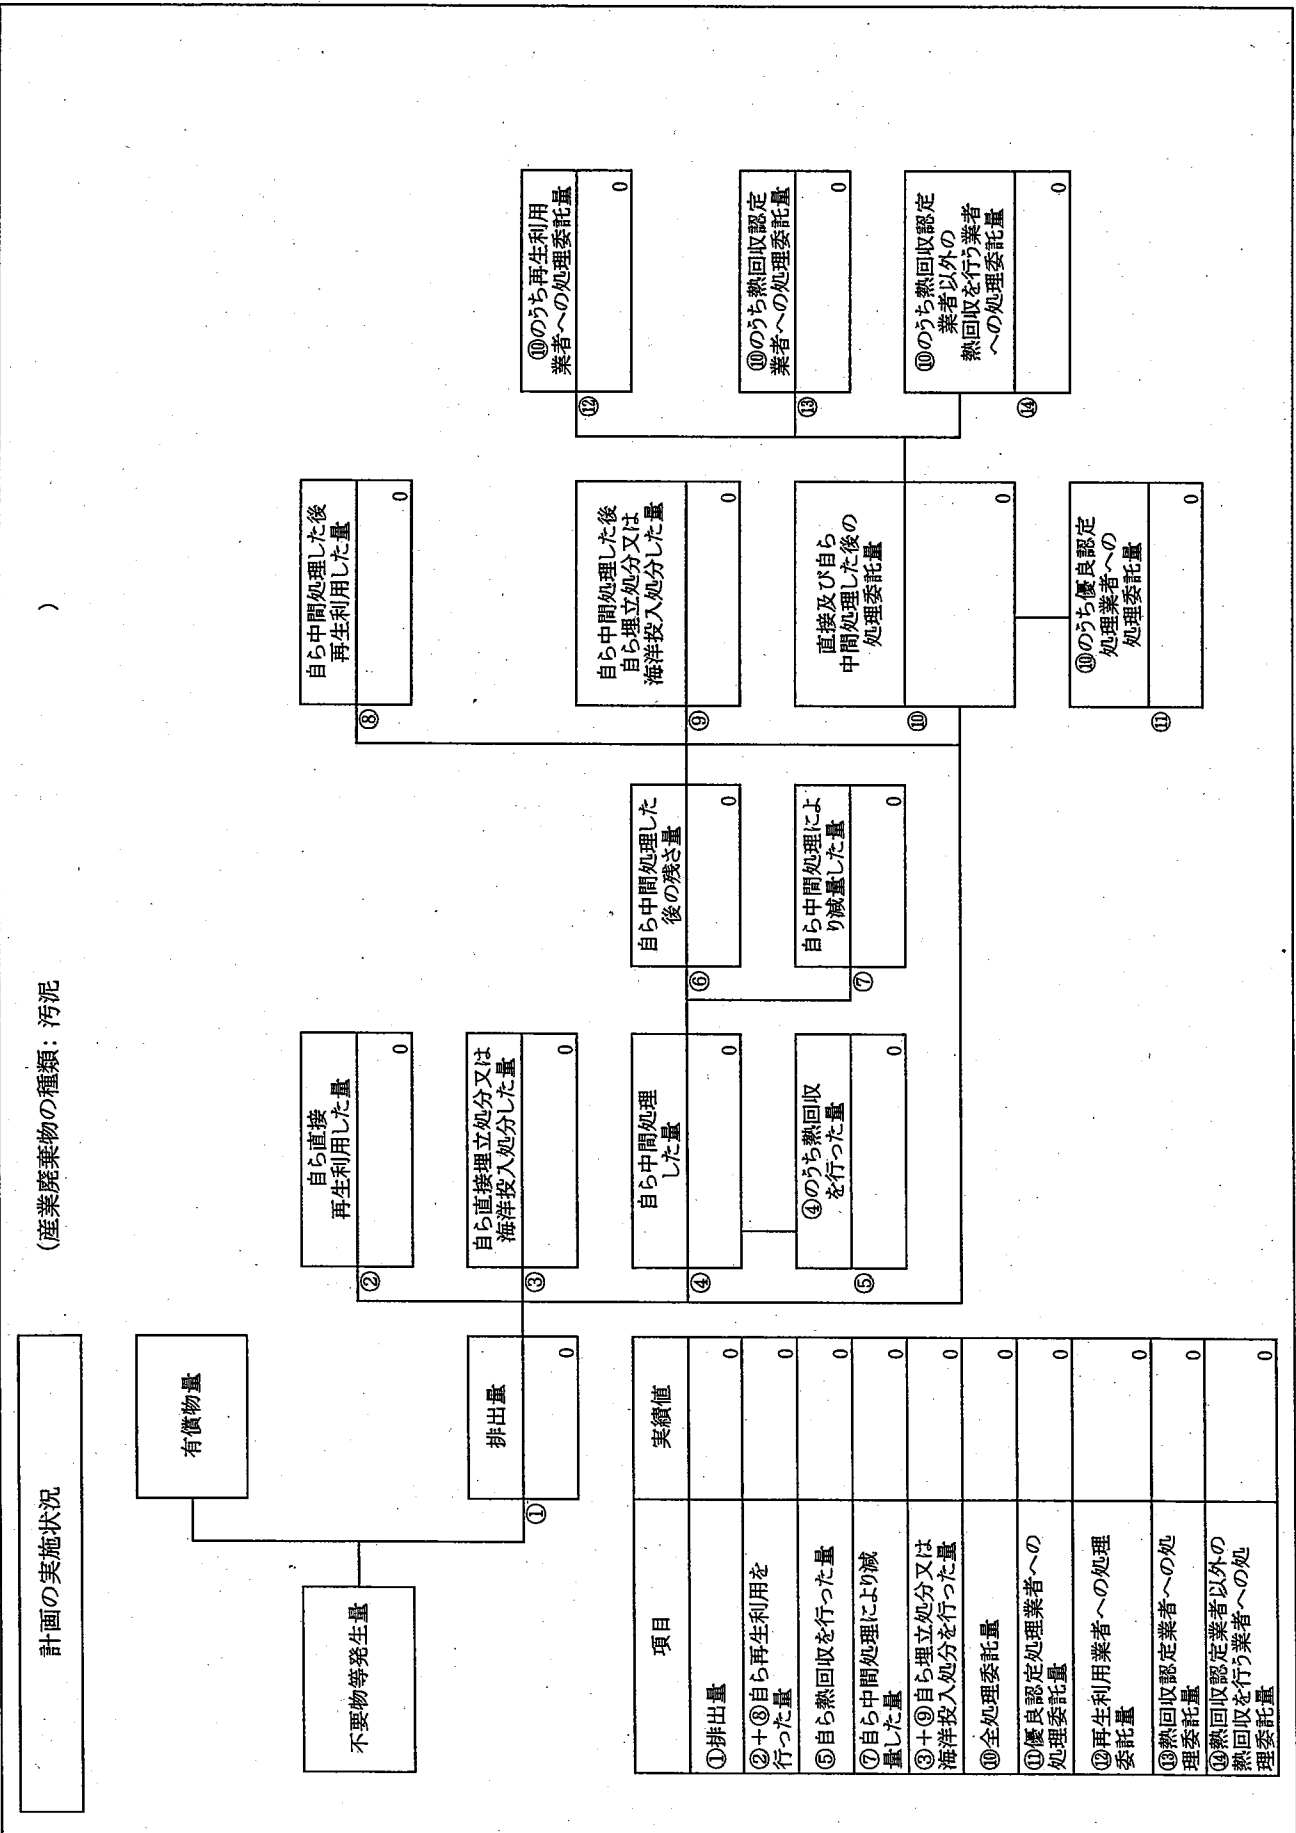 計画の実施状況
(産業廃棄物の種類：汚泥
)
不要物等発生量
有償物量
①
排出量
0
②
自ら直接
再生利用した量
0
③
自ら直接埋立処分又は
海洋投入処分した量
0
④
自ら中間処理
した量
0
⑤
④のうち熱回収
を行った量
0
⑥
自ら中間処理した
後の残さ量
0
⑦
自ら中間処理によ
り減量した量
0
⑧
自ら中間処理した後
再生利用した量
0
⑨
自ら中間処理した後
自ら埋立処分又は
海洋投入処分した量
0
⑩
直接及び自ら
中間処理した後の
処理委託量
0
⑪
⑩のうち優良認定
処理業者への
処理委託量
0
⑫
⑩のうち再生利用
業者への処理委託量
0
⑬
⑩のうち熱回収認定
業者への処理委託量
0
⑭
⑩のうち熱回収認定
業者以外の
熱回収を行う業者
への処理委託量
0
項目 実績値
①排出量 0
②＋⑧自ら再生利用を
行った量 0
⑤自ら熱回収を行った量 0
⑦自ら中間処理により減
量した量 0
③＋⑨自ら埋立処分又は
海洋投入処分を行った量 0
⑩全処理委託量 0
⑪優良認定処理業者への
処理委託量 0
⑫再生利用業者への処理
委託量 0
⑬熱回収認定業者への処
理委託量 0
⑭熱回収認定業者以外の
熱回収を行う業者への処
理委託量 0